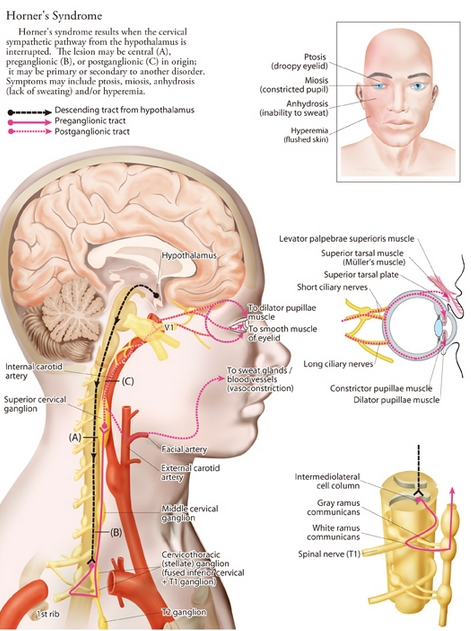 Horner's Syndrome
Horner's syndrome results when the cervical
sympathetic pathway from the hypothalamus is
interrupted. The lesion may be central (A),
preganglionic (B), or postganglionic (C) in origin;
it may be primary or secondary to another disorder.
Symptoms may include ptosis, miosis, anhydrosis
(lack of sweating) and/or hyperemia.
Descending tract from hypothalamus
Preganglionic tract
Postganglionic tract
Ptosis
(droopy eyelid)
Miosis
(constricted pupil)
Anhydrosis
(inability to sweat)
Hyperemia
(flushed skin)
Hypothalamus
V1
To dilator pupillae
muscle
To smooth muscle
of eyelid
To sweat glands /
blood vessels
(vasoconstriction)
Internal carotid
artery
(C)
Superior cervical
ganglion
(A)
Facial artery
External carotid
artery
Middle cervical
ganglion
(B)
Cervicothoracic
(stellate) ganglion
(fused inferior cervical
+ T1 ganglion)
1st rib
T2 ganglion
Levator palpebrae superioris muscle
Superior tarsal muscle
(Müller's muscle)
Superior tarsal plate
Short ciliary nerves
Long ciliary nerves
Constrictor pupillae muscle
Dilator pupillae muscle
Intermediolateral
cell column
Gray ramus
communicans
White ramus
communicans
Spinal nerve (T1)